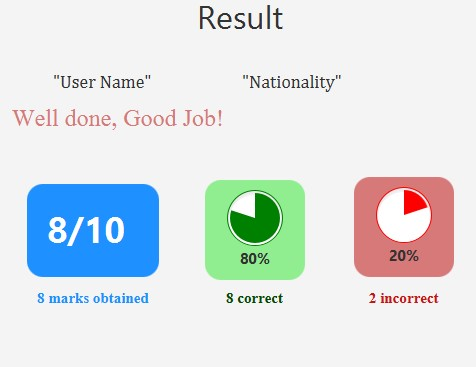 Result
"User Name" "Nationality"
Well done, Good Job!
8/10
80%
20%
8 marks obtained
8 correct
2 incorrect